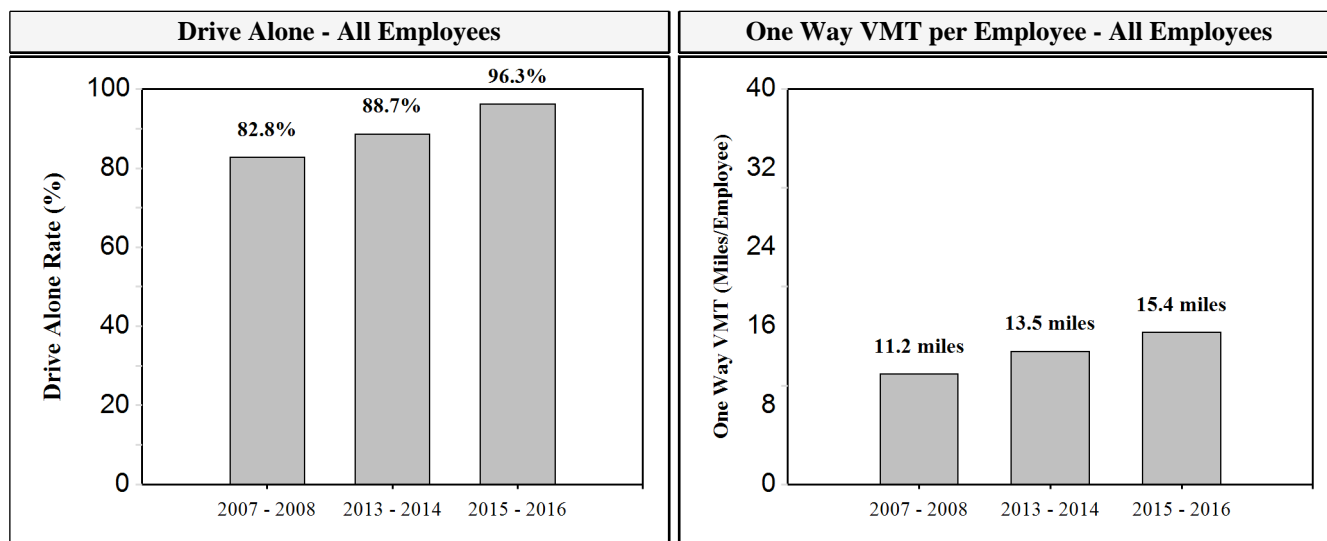 Drive Alone - All Employees
Drive Alone Rate (%)
100
80
60
40
20
0
82.8%
88.7%
96.3%
2007 - 2008
2013 - 2014
2015 - 2016
One Way VMT per Employee - All Employees
One Way VMT (Miles/Employee)
40
32
24
16
8
0
11.2 miles
13.5 miles
15.4 miles
2007 - 2008
2013 - 2014
2015 - 2016